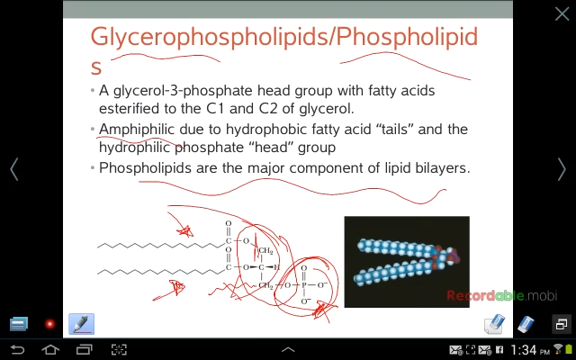 Glycerophospholipids/Phospholipid
s
• A glycerol-3-phosphate head group with fatty acids
esterified to the C1 and C2 of glycerol.
• Amphiphilic due to hydrophobic fatty acid “tails” and the
hydrophilic phosphate “head” group
• Phospholipids are the major component of lipid bilayers.
O
C O CH₂
O
C O C H
CH₂ O P O⁻
O
O⁻
Recordable.mobi
1:34 PM